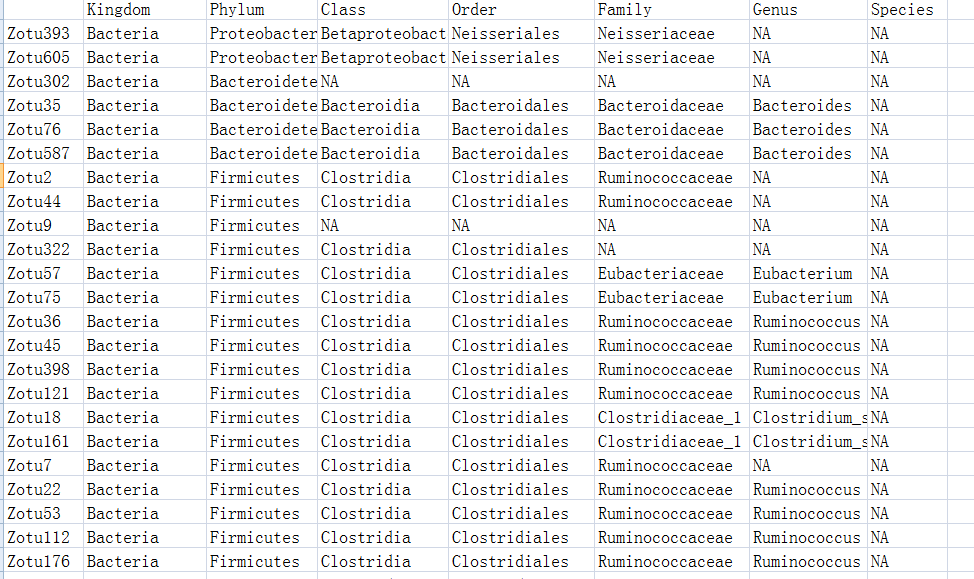 Kingdom Phylum Class Order Family Genus Species
Zotu393 Bacteria Proteobacter Betaproteobact Neisseriales Neisseriaceae NA NA
Zotu605 Bacteria Proteobacter Betaproteobact Neisseriales Neisseriaceae NA NA
Zotu302 Bacteria Bacteroidete NA NA NA NA NA
Zotu35 Bacteria Bacteroidete Bacteroidia Bacteroidales Bacteroidaceae Bacteroides NA
Zotu76 Bacteria Bacteroidete Bacteroidia Bacteroidales Bacteroidaceae Bacteroides NA
Zotu587 Bacteria Bacteroidete Bacteroidia Bacteroidales Bacteroidaceae Bacteroides NA
Zotu2 Bacteria Firmicutes Clostridia Clostridiales Ruminococcaceae NA NA
Zotu44 Bacteria Firmicutes Clostridia Clostridiales Ruminococcaceae NA NA
Zotu9 Bacteria Firmicutes NA NA NA NA NA
Zotu322 Bacteria Firmicutes Clostridia Clostridiales NA NA NA
Zotu57 Bacteria Firmicutes Clostridia Clostridiales Eubacteriaceae Eubacterium NA
Zotu75 Bacteria Firmicutes Clostridia Clostridiales Eubacteriaceae Eubacterium NA
Zotu36 Bacteria Firmicutes Clostridia Clostridiales Ruminococcaceae Ruminococcus NA
Zotu45 Bacteria Firmicutes Clostridia Clostridiales Ruminococcaceae Ruminococcus NA
Zotu398 Bacteria Firmicutes Clostridia Clostridiales Ruminococcaceae Ruminococcus NA
Zotu121 Bacteria Firmicutes Clostridia Clostridiales Ruminococcaceae Ruminococcus NA
Zotu18 Bacteria Firmicutes Clostridia Clostridiales Clostridiaceae_1 Clostridium_s NA
Zotu161 Bacteria Firmicutes Clostridia Clostridiales Clostridiaceae_1 Clostridium_s NA
Zotu7 Bacteria Firmicutes Clostridia Clostridiales Ruminococcaceae NA NA
Zotu22 Bacteria Firmicutes Clostridia Clostridiales Ruminococcaceae Ruminococcus NA
Zotu53 Bacteria Firmicutes Clostridia Clostridiales Ruminococcaceae Ruminococcus NA
Zotu112 Bacteria Firmicutes Clostridia Clostridiales Ruminococcaceae Ruminococcus NA
Zotu176 Bacteria Firmicutes Clostridia Clostridiales Ruminococcaceae Ruminococcus NA